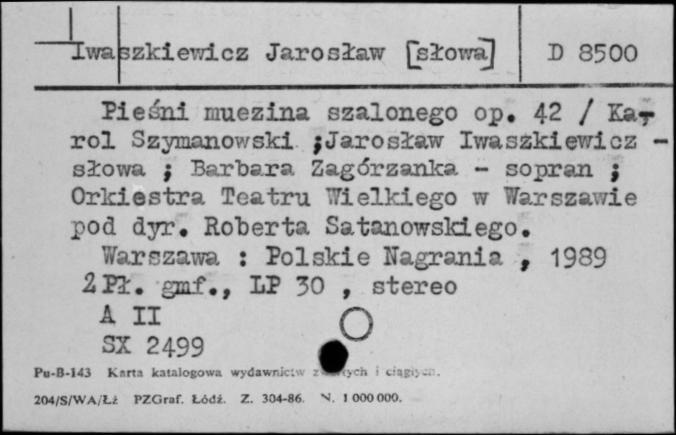 Iwaszkiewicz Jarosław [słowa] D 8500
Pieśni muezina szalonego op. 42 / Ka-
rol Szymanowski ;Jarosław Iwaszkiewicz -
słowa ; Barbara Zagórzanka - sopran ;
Orkiestra Teatru Wielkiego w Warszawie
pod dyr. Roberta Satanowskiego.
Warszawa : Polskie Nagrania , 1989
2 Pł. gmf., LP 30 , stereo
A II
SX 2499
Pu-B-143 Karta katalogowa wydawnictw i ciągłych.
204/S/WA/Łź PZGraf. Łódź. Z. 304-86. N. 1 000 000.